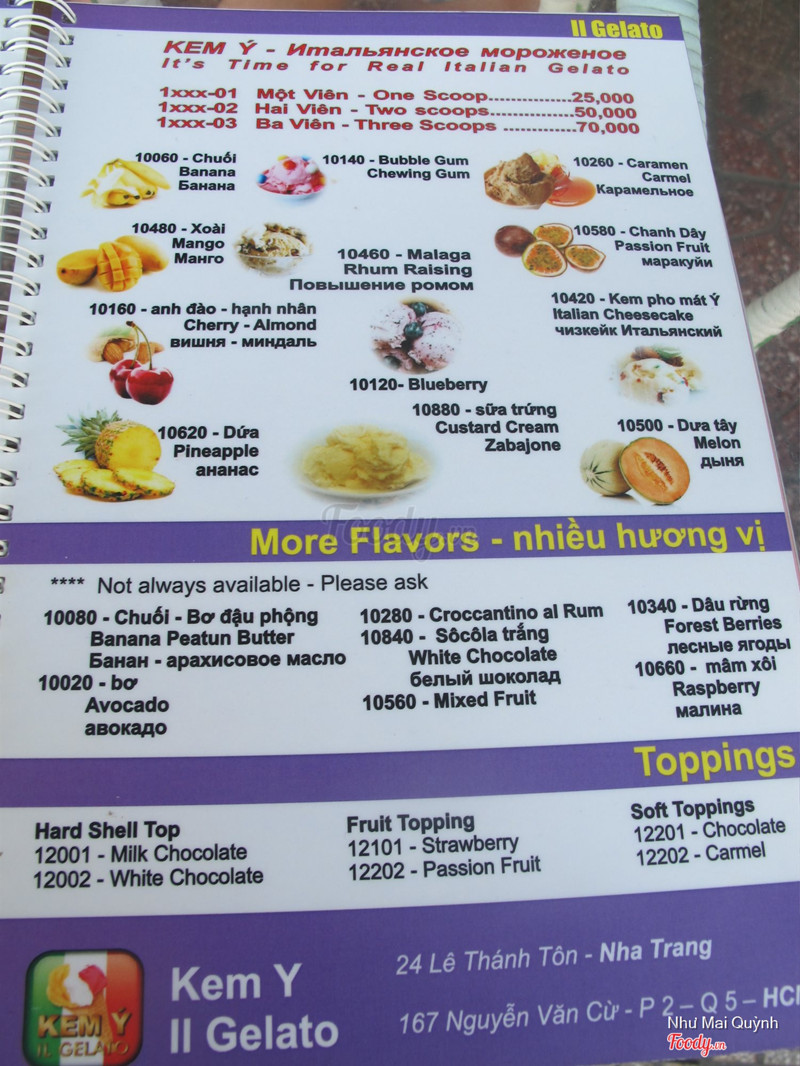 Il Gelato
KEM Ý - Итальянское мороженое
It's Time for Real Italian Gelato
1xxx-01 Một Viên - One Scoop...............25,000
1xxx-02 Hai Viên - Two scoops...............50,000
1xxx-03 Ba Viên - Three Scoops .............70,000
10060 - Chuối
Banana
Банана
10140 - Bubble Gum
Chewing Gum
10260 - Caramen
Carmel
Карамельное
10480 - Xoài
Mango
Манго
10460 - Malaga
Rhum Raising
Повышение ромом
10580 - Chanh Dây
Passion Fruit
маракуйи
10160 - anh đào - hạnh nhân
Cherry - Almond
вишня - миндаль
10120- Blueberry
10420 - Kem pho mát Ý
Italian Cheesecake
чизкейк Итальянский
10620 - Dứa
Pineapple
ананас
10880 - sữa trứng
Custard Cream
Zabajone
10500 - Dưa tây
Melon
дыня
Foody.vn
More Flavors - nhiều hương vị
**** Not always available - Please ask
10080 - Chuối - Bơ đậu phộng
Banana Peatun Butter
Банан - арахисовое масло
10020 - bơ
Avocado
авокадо
10280 - Croccantino al Rum
10840 - Sôcôla trắng
White Chocolate
белый шоколад
10560 - Mixed Fruit
10340 - Dâu rừng
Forest Berries
лесные ягоды
10660 - mâm xôi
Raspberry
малина
Toppings
Hard Shell Top
12001 - Milk Chocolate
12002 - White Chocolate
Fruit Topping
12101 - Strawberry
12202 - Passion Fruit
Soft Toppings
12201 - Chocolate
12202 - Carmel
KEM Ý
IL GELATO
Kem Y
Il Gelato
24 Lê Thánh Tôn - Nha Trang
167 Nguyễn Văn Cừ - P 2 – Q 5 – HCM
Như Mai Quỳnh
Foody.vn